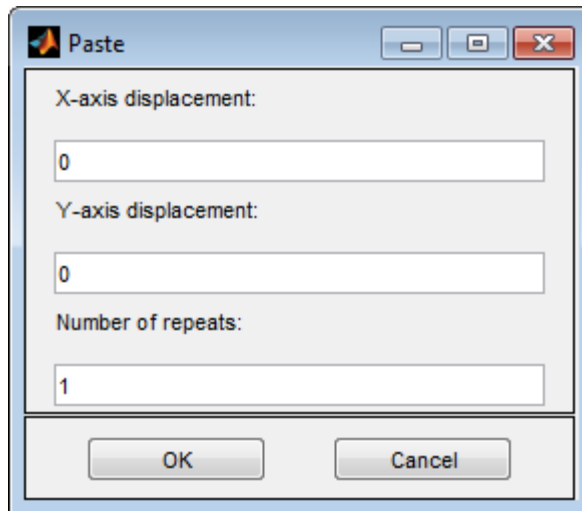 Paste
X-axis displacement:
0
Y-axis displacement:
0
Number of repeats:
1
OK Cancel